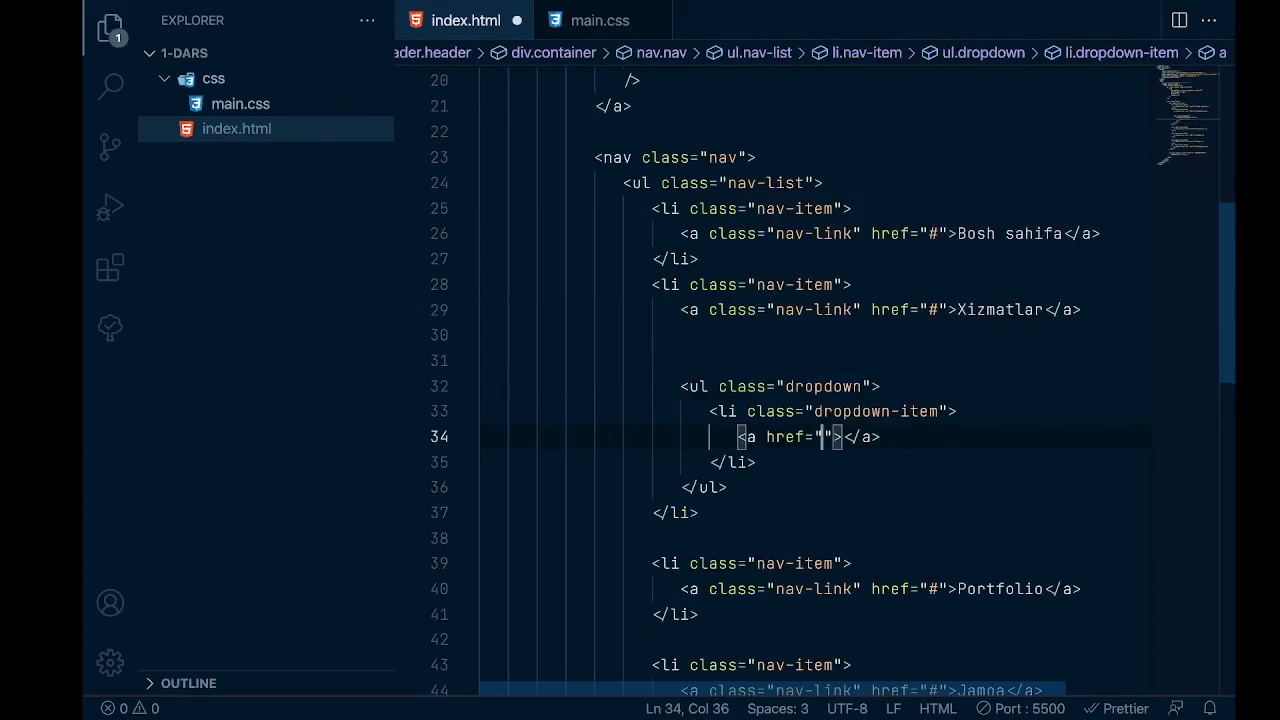 EXPLORER
index.html
main.css
1
1-DARS
ader.header
div.container
nav.nav
ul.nav-list
li.nav-item
ul.dropdown
li.dropdown-item
a
css
main.css
index.html
20 />
21 </a>
22
23 <nav class="nav">
24 <ul class="nav-list">
25 <li class="nav-item">
26 <a class="nav-link" href="#">Bosh sahifa</a>
27 </li>
28 <li class="nav-item">
29 <a class="nav-link" href="#">Xizmatlar</a>
30
31
32 <ul class="dropdown">
33 <li class="dropdown-item">
34 <a href=""></a>
35 </li>
36 </ul>
37 </li>
38
39 <li class="nav-item">
40 <a class="nav-link" href="#">Portfolio</a>
41 </li>
42
43 <li class="nav-item">
44 <a class="nav-link" href="#">Jamoa</a>
OUTLINE
0 0
Ln 34, Col 36
Spaces: 3
UTF-8
LF
HTML
Port : 5500
Prettier